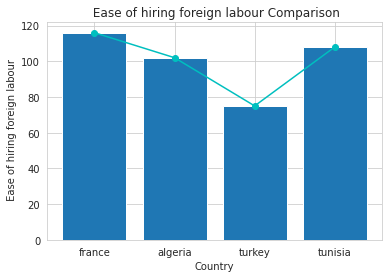 Ease of hiring foreign labour Comparison
120
100
80
60
40
20
0
Ease of hiring foreign labour
france algeria turkey tunisia
Country